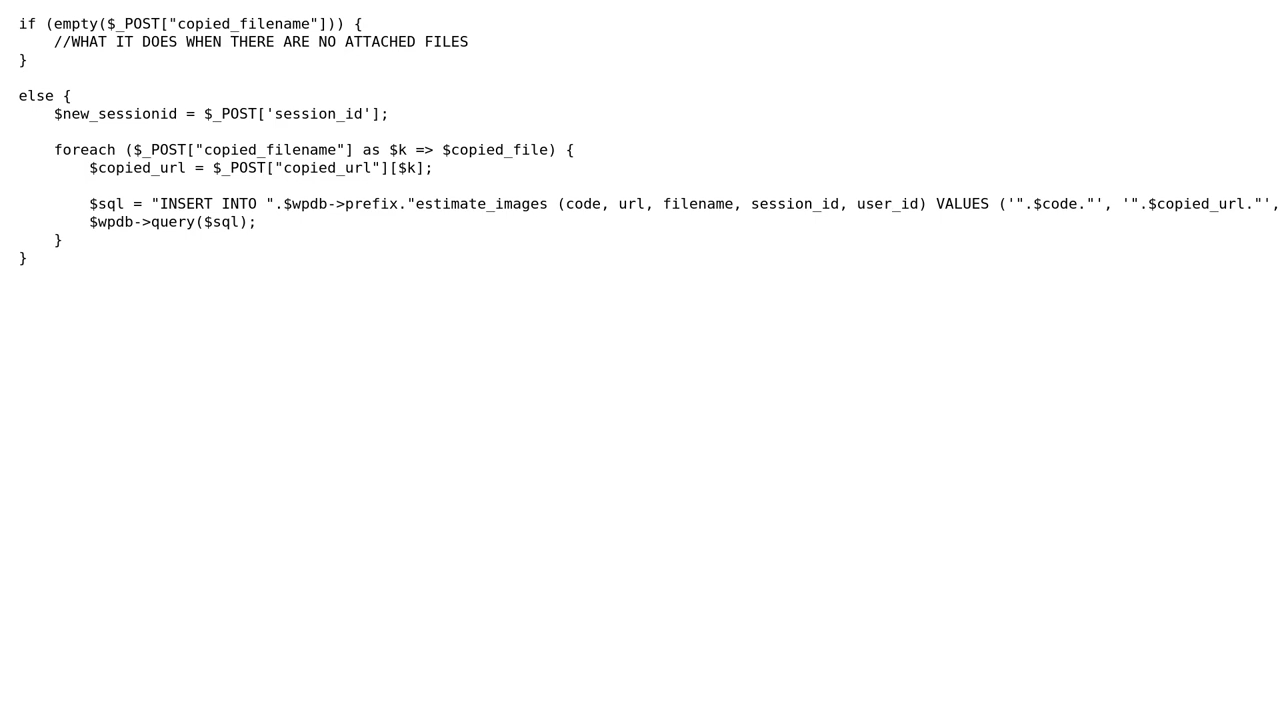 if (empty($_POST["copied_filename"])) {
    //WHAT IT DOES WHEN THERE ARE NO ATTACHED FILES
}
else {
    $new_sessionid = $_POST['session_id'];
    foreach ($_POST["copied_filename"] as $k => $copied_file) {
        $copied_url = $_POST["copied_url"][$k];
        $sql = "INSERT INTO ".$wpdb->prefix."estimate_images (code, url, filename, session_id, user_id) VALUES ('".$code."', '".$copied_url."',
        $wpdb->query($sql);
    }
}